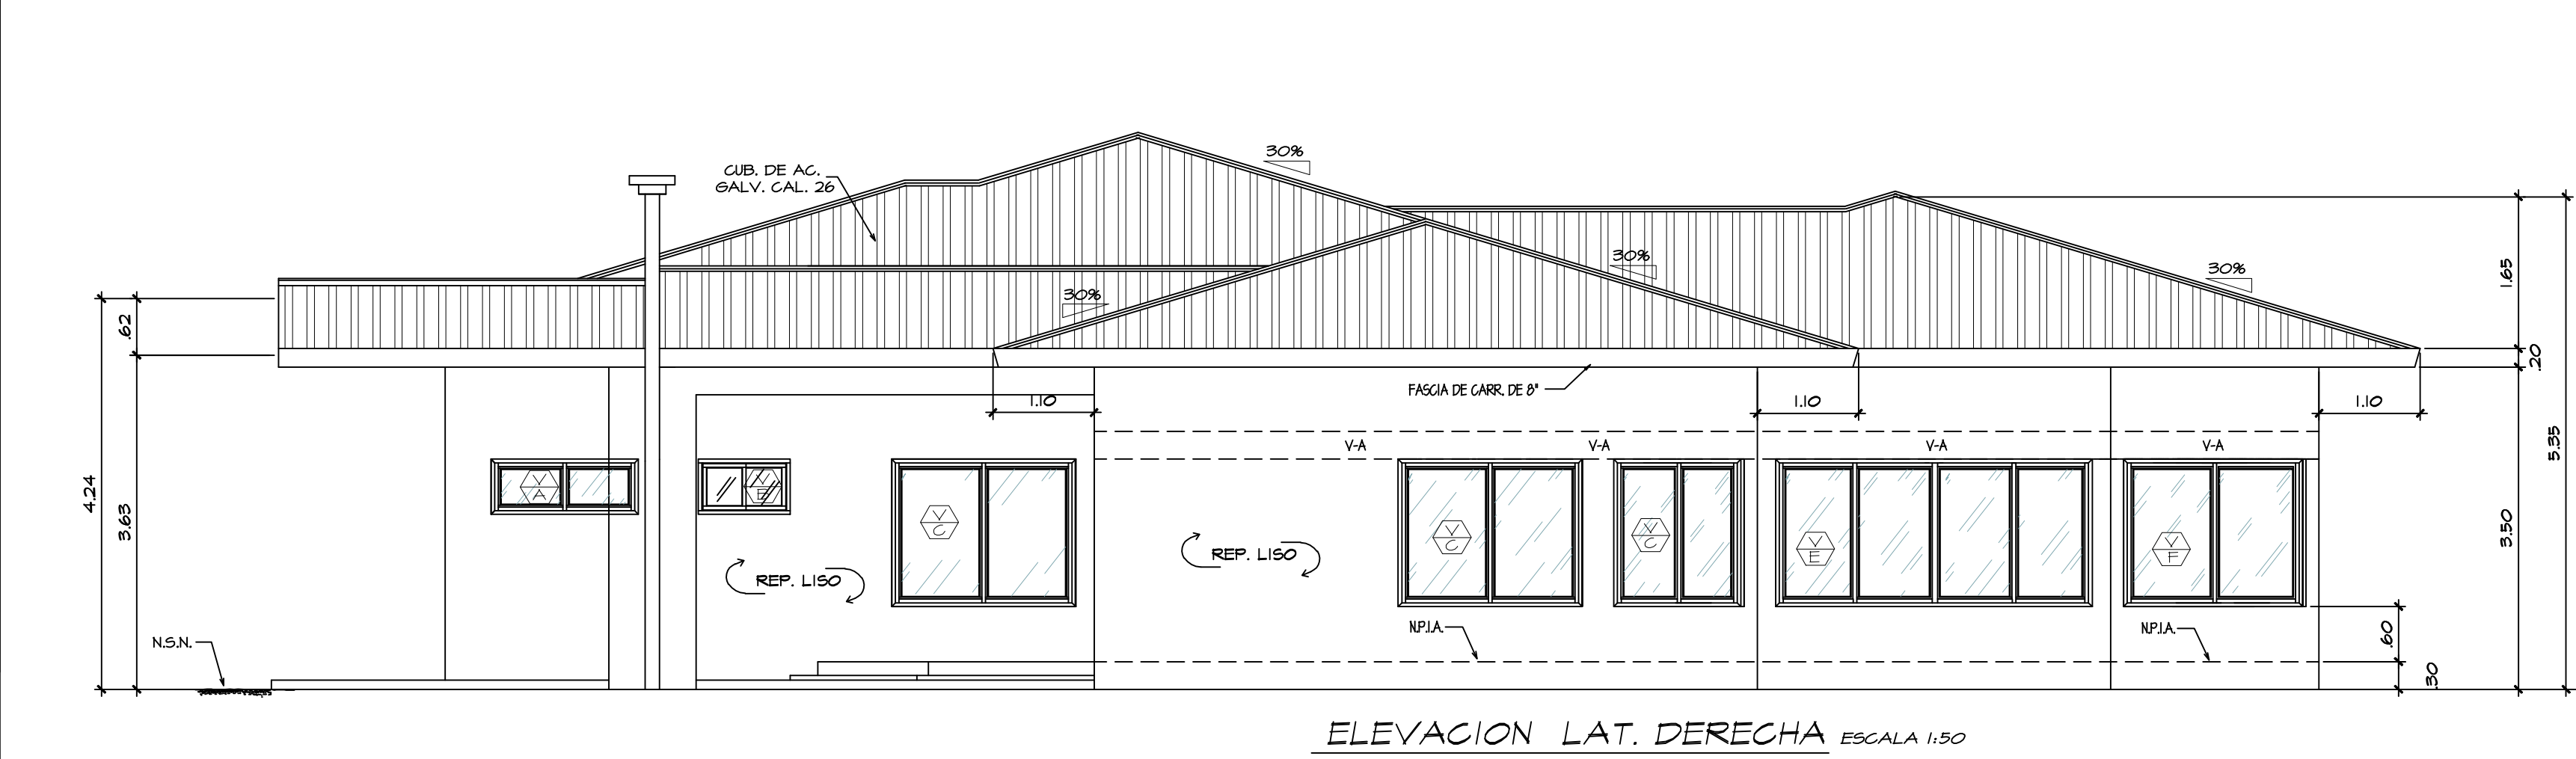 30%
CUB. DE AC.
GALV. CAL. 26
30%
30%
30%
1.65
.62
.20
FASCIA DE CARR. DE 8"
1.10
1.10
1.10
5.35
V-A
V-A
V-A
V-A
4.24
3.63
3.50
V
A
V
B
V
C
V
C
V
C
V
E
V
F
REP. LISO
REP. LISO
N.P.I.A.
N.P.I.A.
.60
N.S.N.
.30
ELEVACION LAT. DERECHA ESCALA 1:50